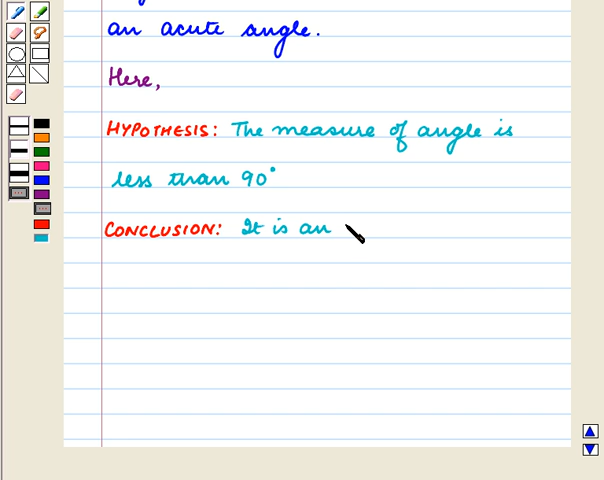 an acute angle.
Here,
HYPOTHESIS: The measure of angle is
less than 90°
CONCLUSION: It is an